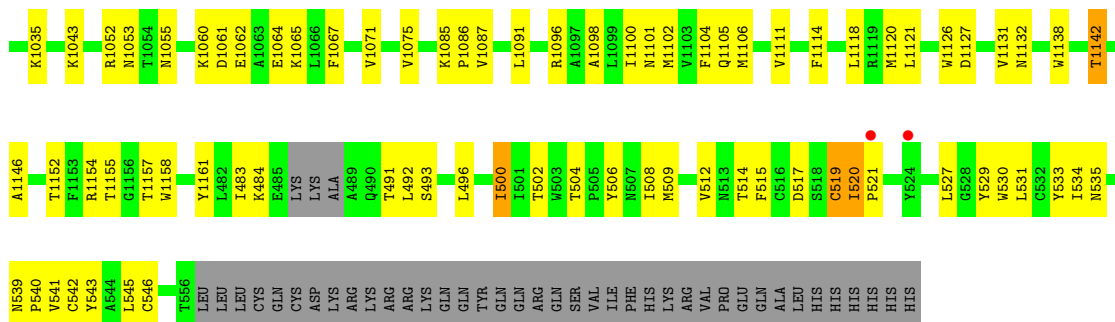 K1035 K1043 R1052 N1053 T1054 N1055 K1060 D1061 E1062 A1063 E1064 K1065 L1066 F1067 V1071 V1075 K1085 P1086 V1087 L1091 R1096 A1097 A1098 L1099 I1100 N1101 M1102 V1103 F1104 Q1105 M1106 V1111 F1114 L1118 R1119 M1120 L1121 W1126 D1127 V1131 N1132 W1138 T1142
A1146 T1152 F1153 R1154 T1155 G1156 T1157 W1158 Y1161 L482 I483 K484 E485 LYS LYS ALA A489 Q490 T491 L492 S493 L496 I500 I501 T502 W503 T504 P505 Y506 N507 I508 M509 V512 N513 T514 F515 C516 D517 S518 C519 I520 P521 Y524 L527 G528 Y529 W530 L531 C532 Y533 I534 N535
N539 P540 V541 C542 Y543 A544 L545 C546 T556 LEU LEU LEU CYS GLN CYS ASP LYS LYS ARG ARG LYS GLN GLN TYR GLN GLN ARG GLN SER VAL ILE PHE HIS LYS ARG VAL PRO GLU GLN ALA LEU HIS HIS HIS HIS HIS HIS